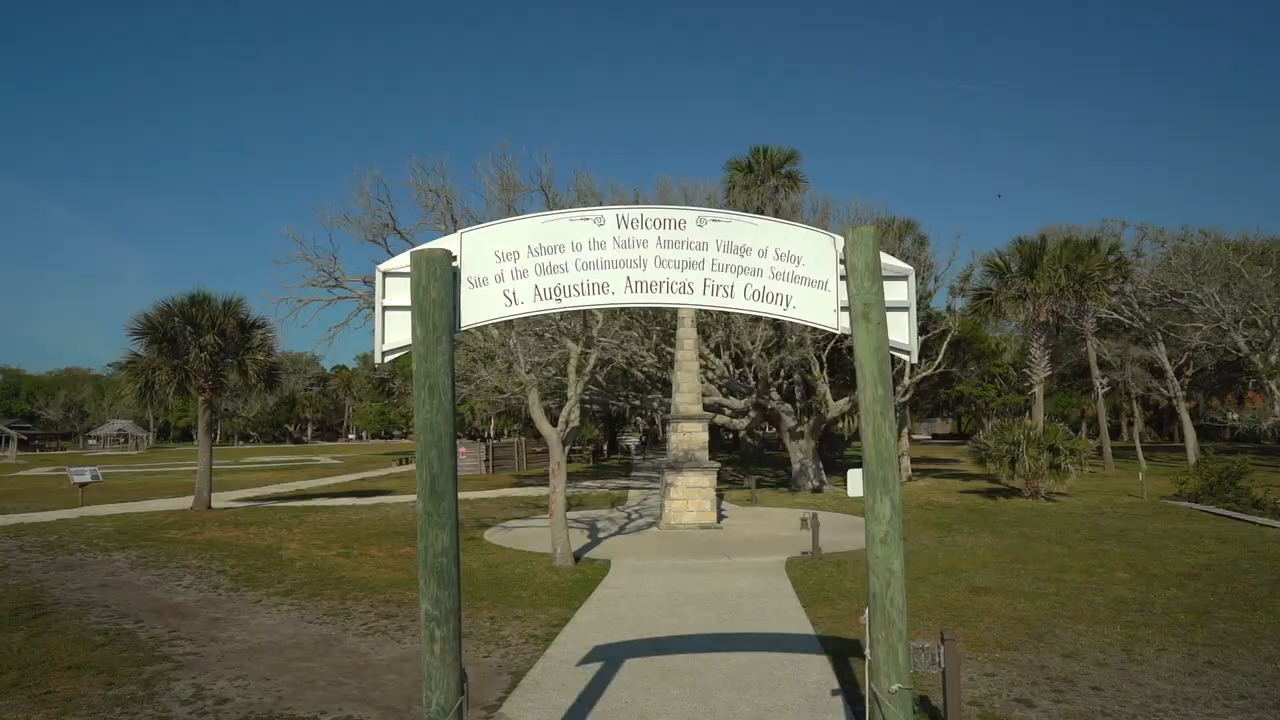 Welcome
Step Ashore to the Native American Village of Seloy.
Site of the Oldest Continuously Occupied European Settlement.
St. Augustine, America's First Colony.